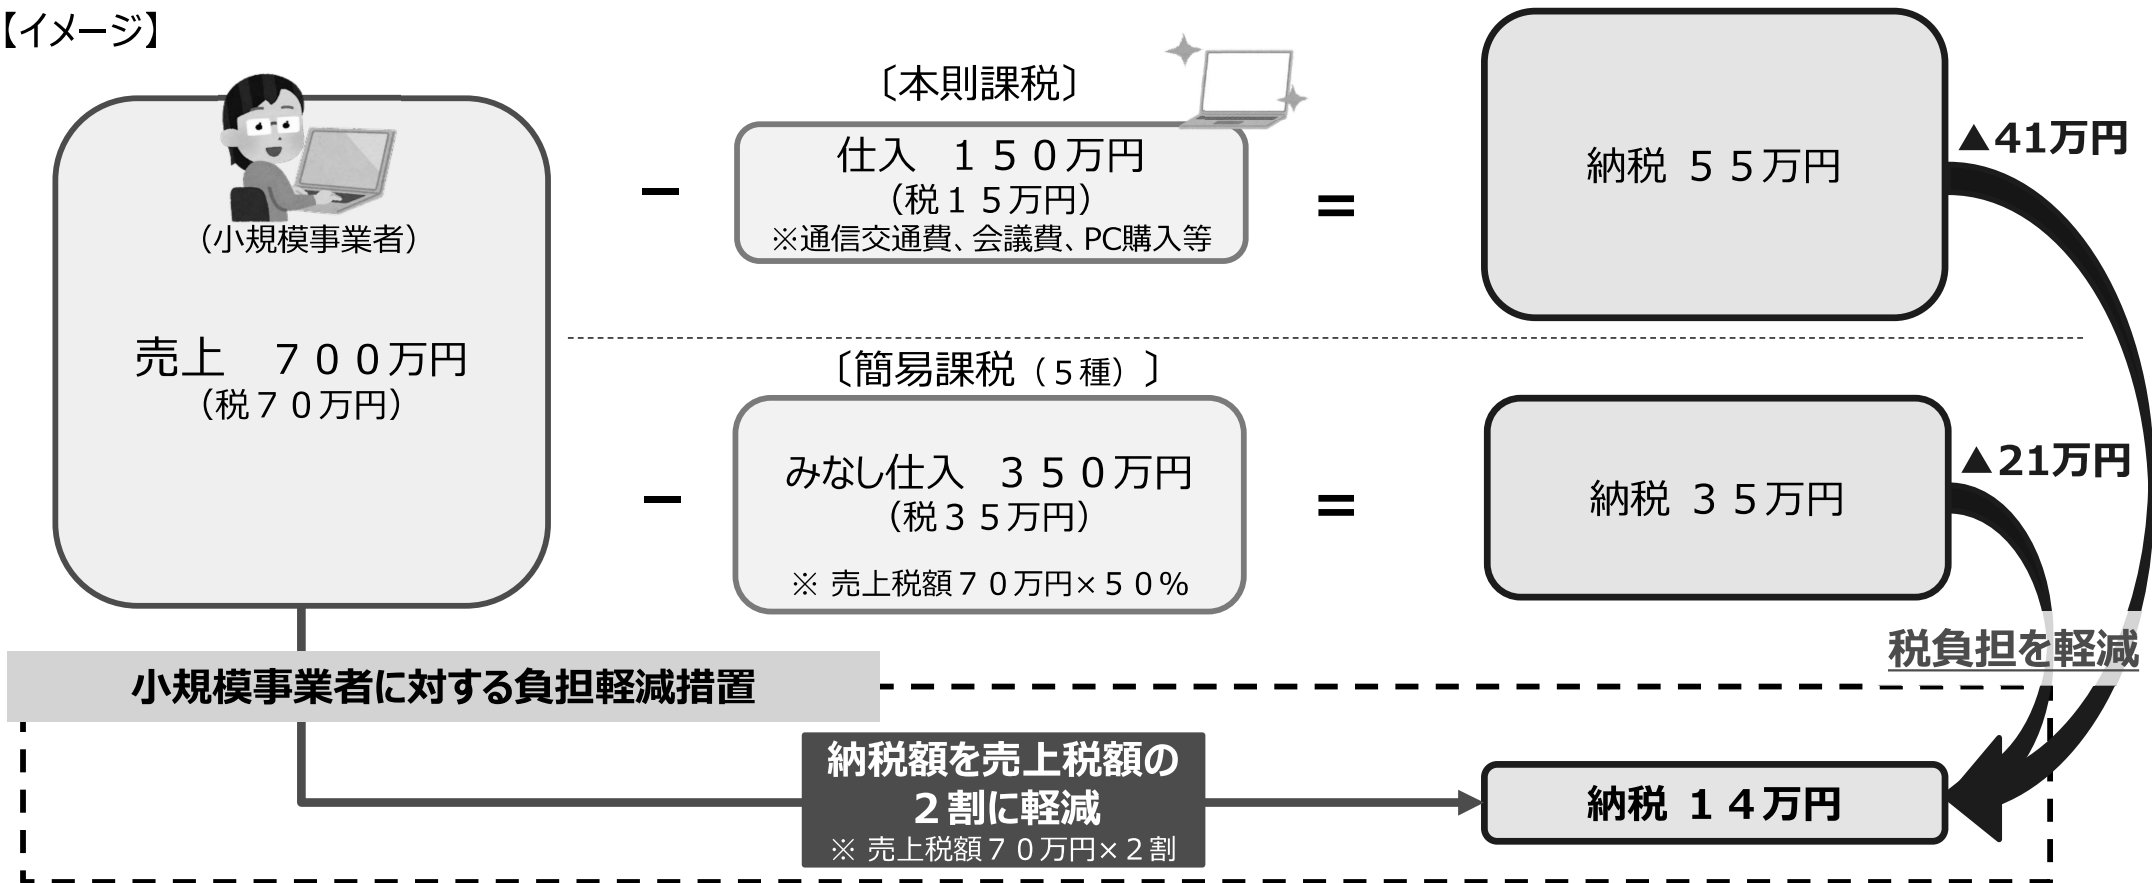 【イメージ】
（小規模事業者）
売上　７００万円
（税７０万円）
〔本則課税〕
－
仕入　１５０万円
（税１５万円）
※通信交通費、会議費、PC購入等
＝
納税 ５５万円
▲41万円
〔簡易課税（５種）〕
－
みなし仕入　３５０万円
（税３５万円）
※ 売上税額７０万円×５０％
＝
納税 ３５万円
▲21万円
税負担を軽減
小規模事業者に対する負担軽減措置
納税額を売上税額の
２割に軽減
※ 売上税額７０万円×２割
納税 １４万円